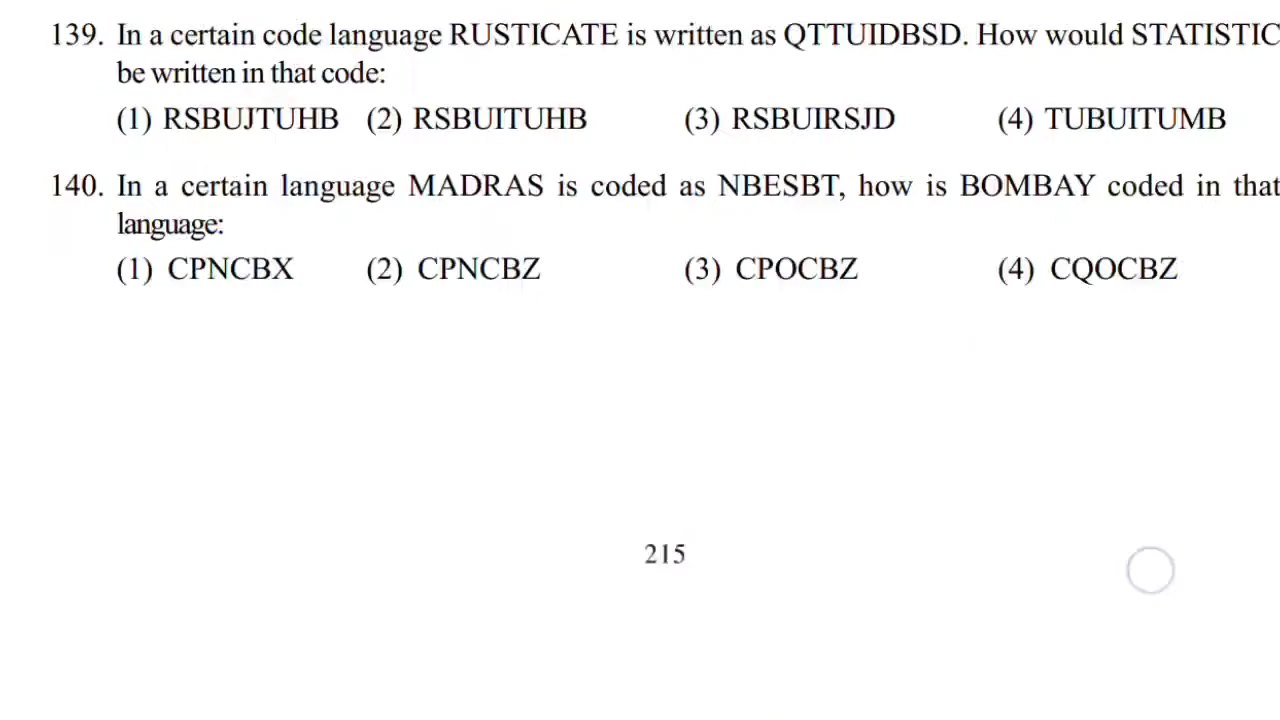 139. In a certain code language RUSTICATE is written as QTTUIDBSD. How would STATISTIC
be written in that code:
(1) RSBUJTUHB (2) RSBUITUHB (3) RSBUIRSJD (4) TUBUITUMB
140. In a certain language MADRAS is coded as NBESBT, how is BOMBAY coded in that
language:
(1) CPNCBX (2) CPNCBZ (3) CPOCBZ (4) CQOCBZ
215